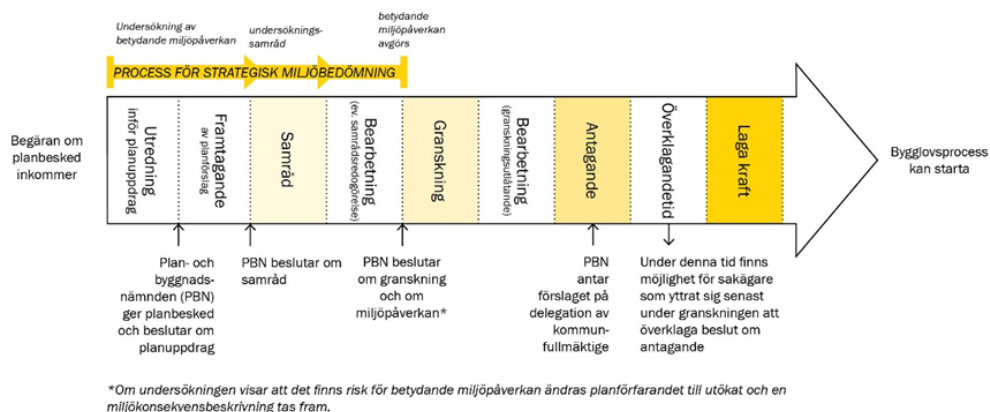 Undersökning av
betydande miljöpåverkan
undersöknings-
samråd
betydande
miljöpåverkan
avgörs
PROCESS FÖR STRATEGISK MILJÖBEDÖMNING
Begäran om
planbesked
inkommer
Utredning
inför planuppdrag
Framtagande
av planförslag
Samråd
Bearbetning
(ev. samrådsredogörelse)
Granskning
Bearbetning
(granskningsutlåtande)
Antagande
Överklagandetid
Laga kraft
Bygglovsprocess
kan starta
Plan- och
byggnads-
nämnden (PBN)
ger planbesked
och beslutar om
planuppdrag
PBN beslutar om
samråd
PBN beslutar
om granskning
och om
miljöpåverkan*
PBN
antar
förslaget på
delegation av
kommun-
fullmäktige
Under denna tid finns
möjlighet för sakägare
som yttrat sig senast
under granskningen att
överklaga beslut om
antagande
*Om undersökningen visar att det finns risk för betydande miljöpåverkan ändras planförfarandet till utökat och en
miljökonsekvensbeskrivning tas fram.